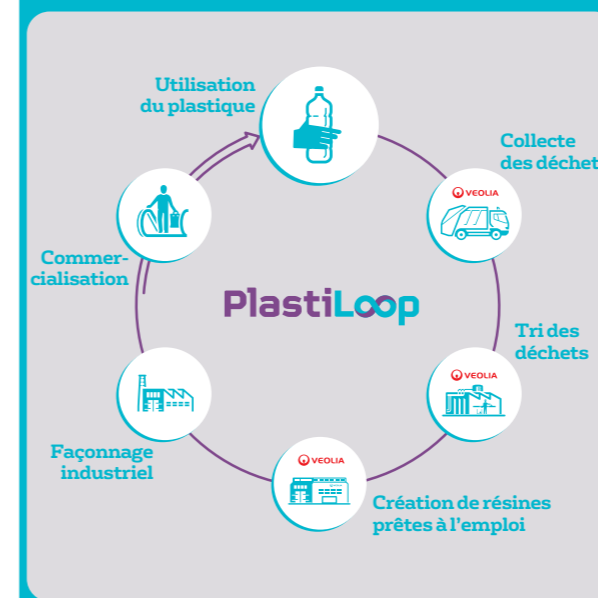 Utilisation
du plastique
Collecte
des déchet
VEOLIA
Commer-
cialisation
PlastiLoop
Tri des
déchets
VEOLIA
Façonnage
industriel
VEOLIA
Création de résines
prêtes à l'emploi